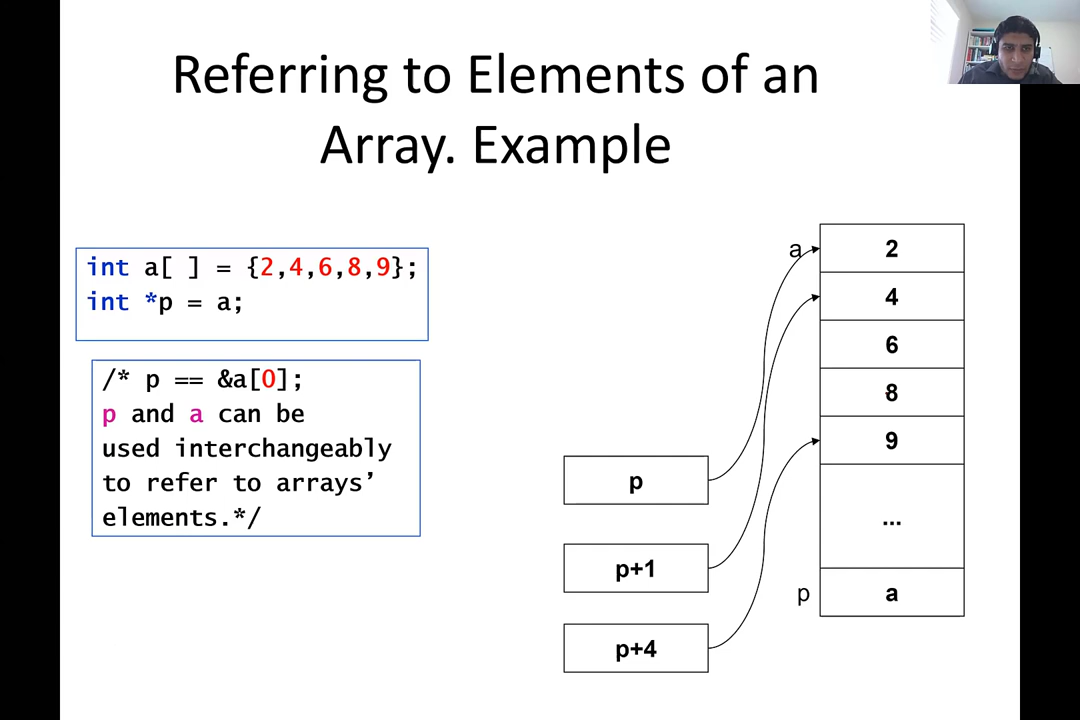 Referring to Elements of an
Array. Example
int a[ ] = {2,4,6,8,9};
int *p = a;
/* p == &a[0];
p and a can be
used interchangeably
to refer to arrays’
elements.*/
a
2
4
6
8
9
...
p
a
p
p+1
p+4